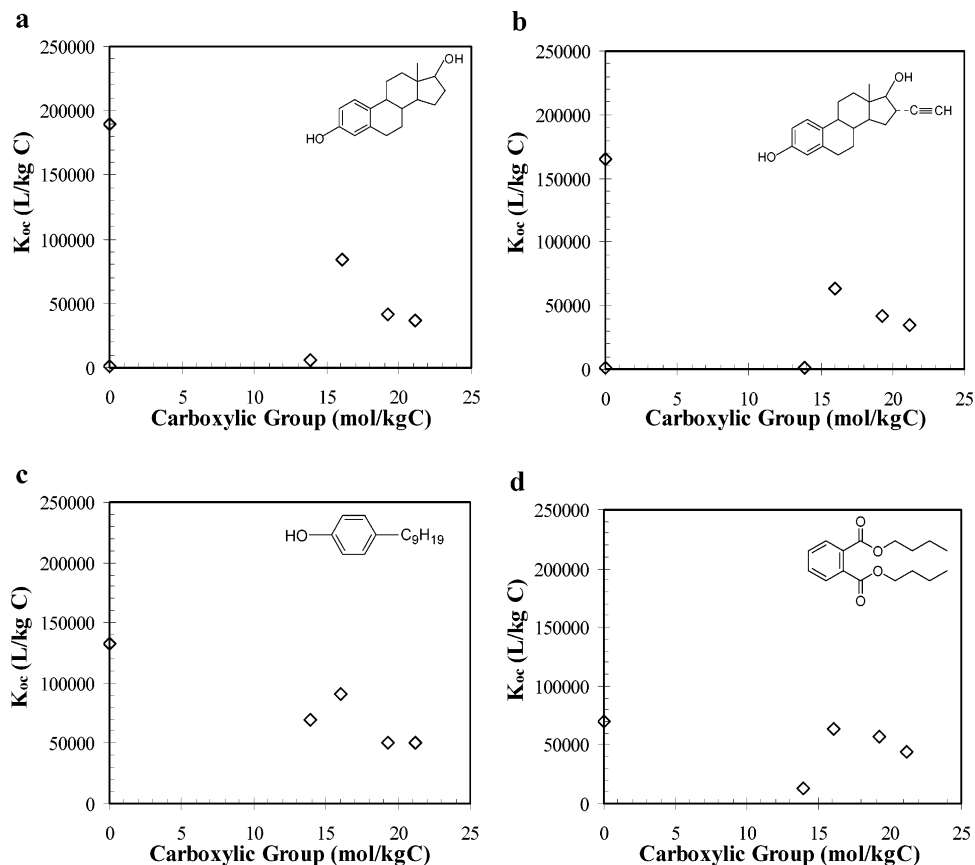 a
250000
200000
150000
100000
50000
0
0 5 10 15 20 25
Koc (L/kg C)
Carboxylic Group (mol/kgC)
OH
HO
b
250000
200000
150000
100000
50000
0
0 5 10 15 20 25
Koc (L/kg C)
Carboxylic Group (mol/kgC)
OH
C≡CH
HO
c
250000
200000
150000
100000
50000
0
0 5 10 15 20 25
Koc (L/kg C)
Carboxylic Group (mol/kgC)
HO
C9H19
d
250000
200000
150000
100000
50000
0
0 5 10 15 20 25
Koc (L/kg C)
Carboxylic Group (mol/kgC)
O
O
O
O